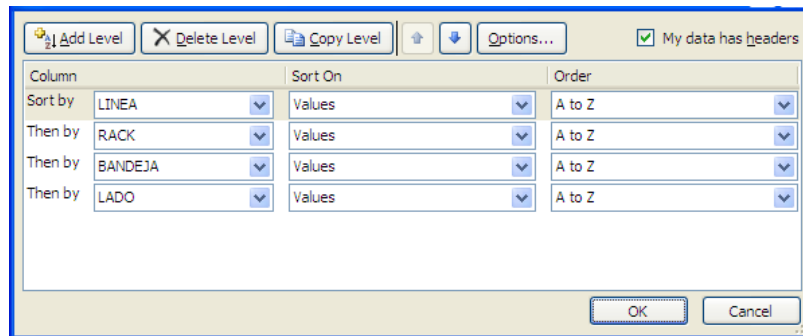 Add Level Delete Level Copy Level Options... My data has headers
Column Sort On Order
Sort by LINEA Values A to Z
Then by RACK Values A to Z
Then by BANDEJA Values A to Z
Then by LADO Values A to Z
OK Cancel